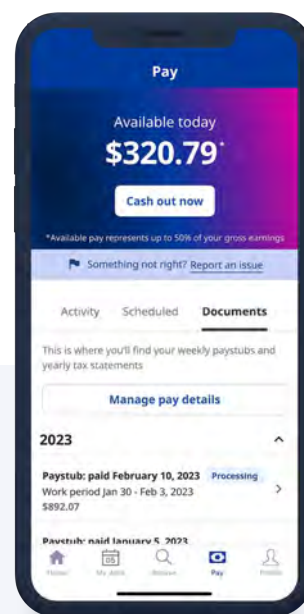 Pay
Available today
$320.79*
Cash out now
*Available pay represents up to 50% of your gross earnings
Something not right? Report an issue
Activity Scheduled Documents
This is where you'll find your weekly paystubs and
yearly tax statements
Manage pay details
2023
Paystub: paid February 10, 2023 Processing
Work period Jan 30 - Feb 3, 2023
$892.07
Paystub: paid January 5, 2023
05
Home My Jobs Browse Pay Profile